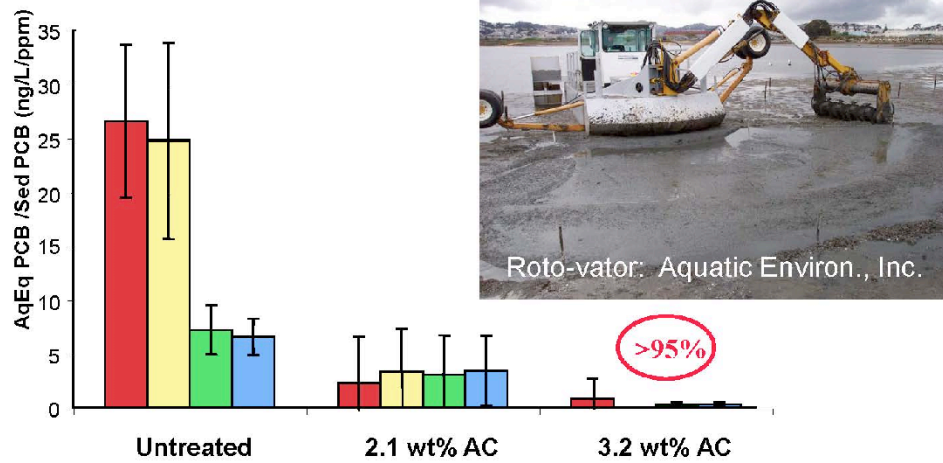 AqEq PCB /Sed PCB (ng/L/ppm)
35
30
25
20
15
10
5
0
Roto-vator: Aquatic Environ., Inc.
>95%
Untreated
2.1 wt% AC
3.2 wt% AC